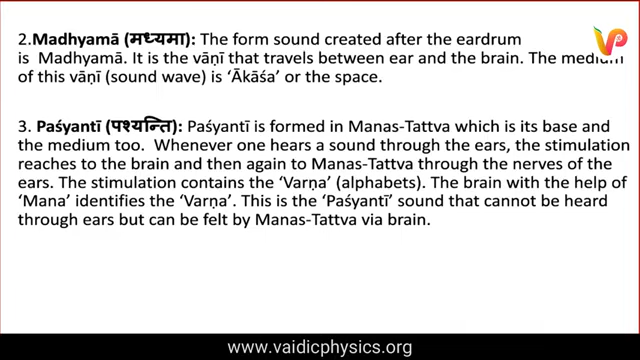 2.Madhyamā (मध्यमा): The form sound created after the eardrum
is Madhyamā. It is the vāṇī that travels between ear and the brain. The medium
of this vāṇī (sound wave) is ‘Ākāśa’ or the space.
3. Paśyantī (पश्यन्ति): Paśyantī is formed in Manas-Tattva which is its base and
the medium too. Whenever one hears a sound through the ears, the stimulation
reaches to the brain and then again to Manas-Tattva through the nerves of the
ears. The stimulation contains the ‘Varṇa’ (alphabets). The brain with the help of
‘Mana’ identifies the ‘Varṇa’. This is the ‘Paśyantī’ sound that cannot be heard
through ears but can be felt by Manas-Tattva via brain.
VP
www.vaidicphysics.org